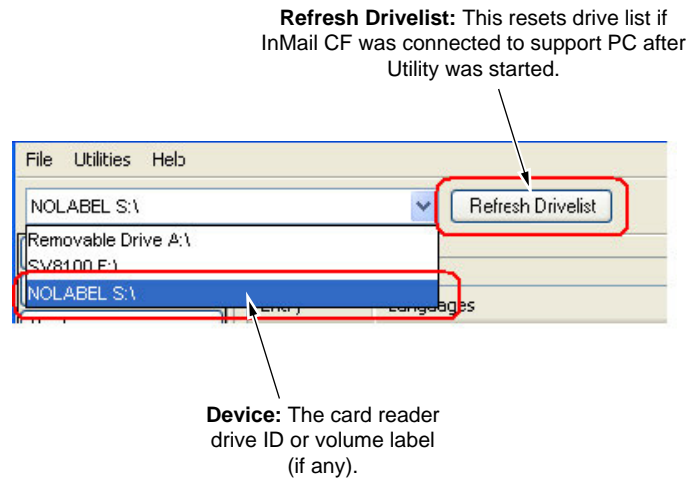 Refresh Drivelist: This resets drive list if
InMail CF was connected to support PC after
Utility was started.
File Utilities Help
NOLABEL S:\ Refresh Drivelist
Removable Drive A:\
SV8100 E:\
NOLABEL S:\
Entry Languages
Device: The card reader
drive ID or volume label
(if any).